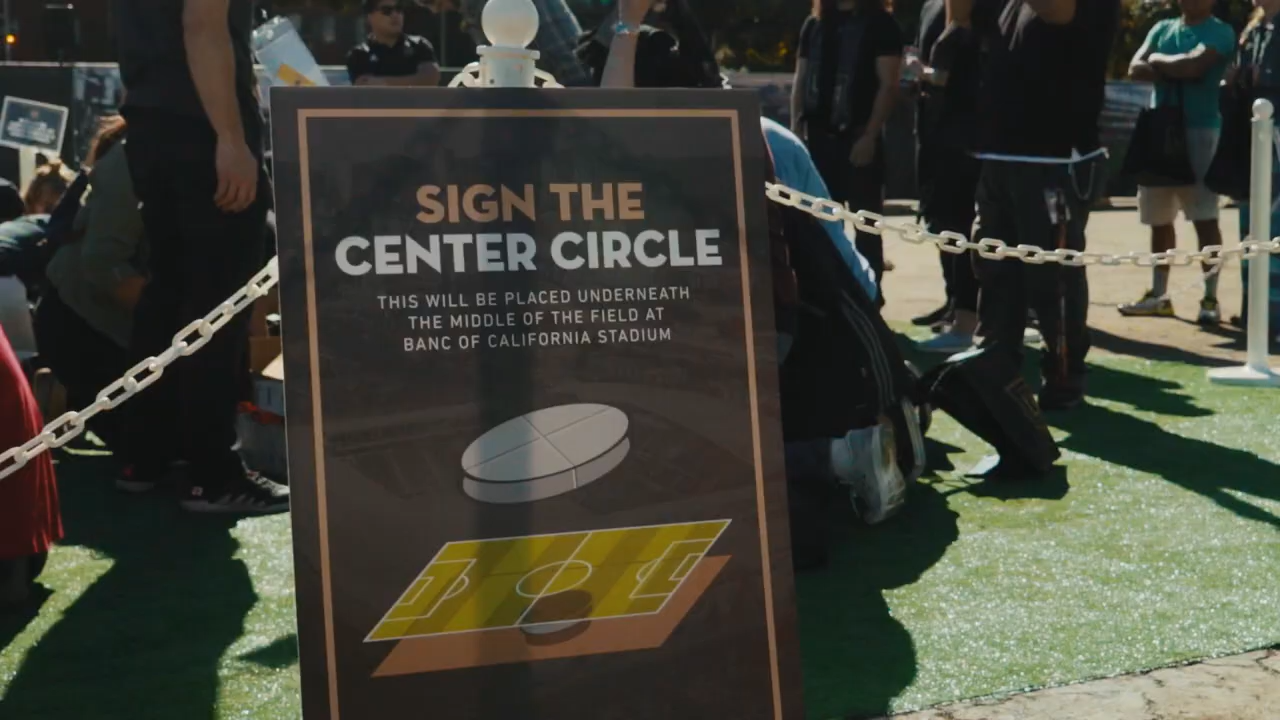 SIGN THE
CENTER CIRCLE
THIS WILL BE PLACED UNDERNEATH
THE MIDDLE OF THE FIELD AT
BANC OF CALIFORNIA STADIUM